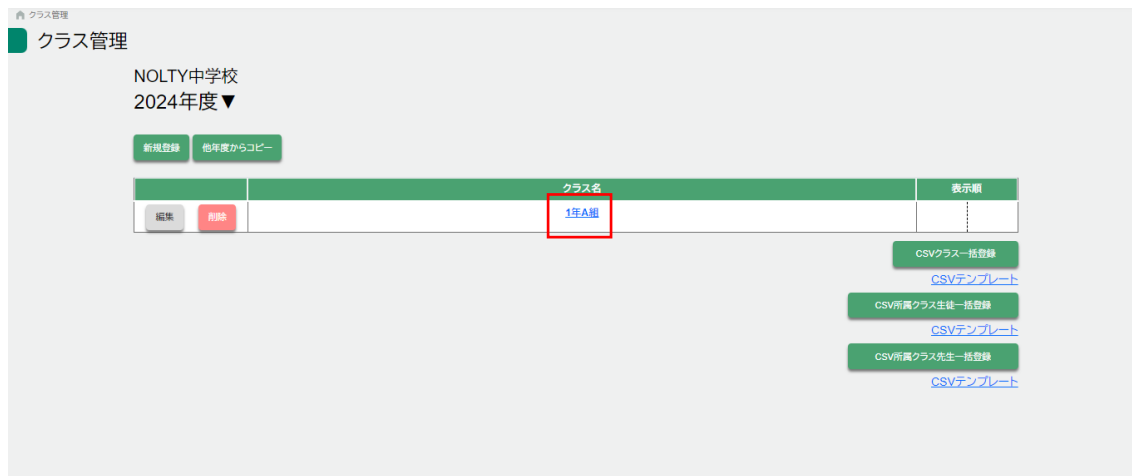 クラス管理
クラス管理
NOLTY中学校
2024年度▼
新規登録 他年度からコピー
クラス名 表示順
編集 削除 1年A組
CSVクラス一括登録
CSVテンプレート
CSV所属クラス生徒一括登録
CSVテンプレート
CSV所属クラス先生一括登録
CSVテンプレート